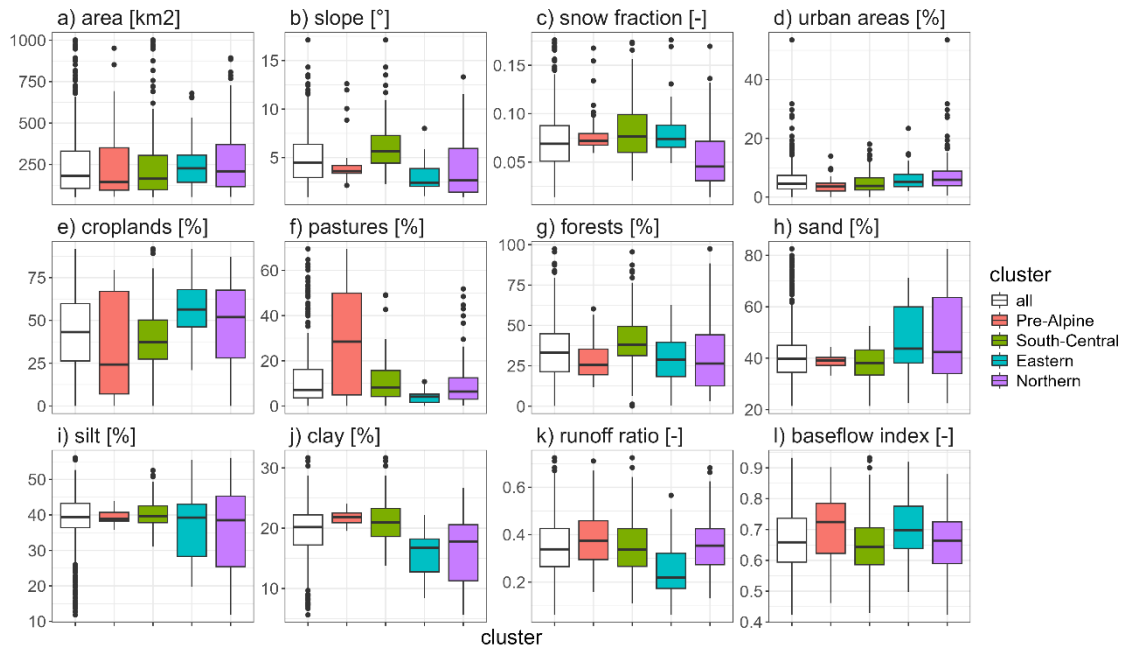 a) area [km2]
b) slope [°]
c) snow fraction [-]
d) urban areas [%]
1000
750
500
250
15
10
5
0.15
0.10
0.05
40
20
0
e) croplands [%]
f) pastures [%]
g) forests [%]
h) sand [%]
75
50
25
0
60
40
20
0
100
75
50
25
0
80
60
40
20
cluster
all
Pre-Alpine
South-Central
Eastern
Northern
i) silt [%]
j) clay [%]
k) runoff ratio [-]
l) baseflow index [-]
50
40
30
20
10
30
20
10
0.6
0.4
0.2
0.9
0.8
0.7
0.6
0.5
0.4
cluster